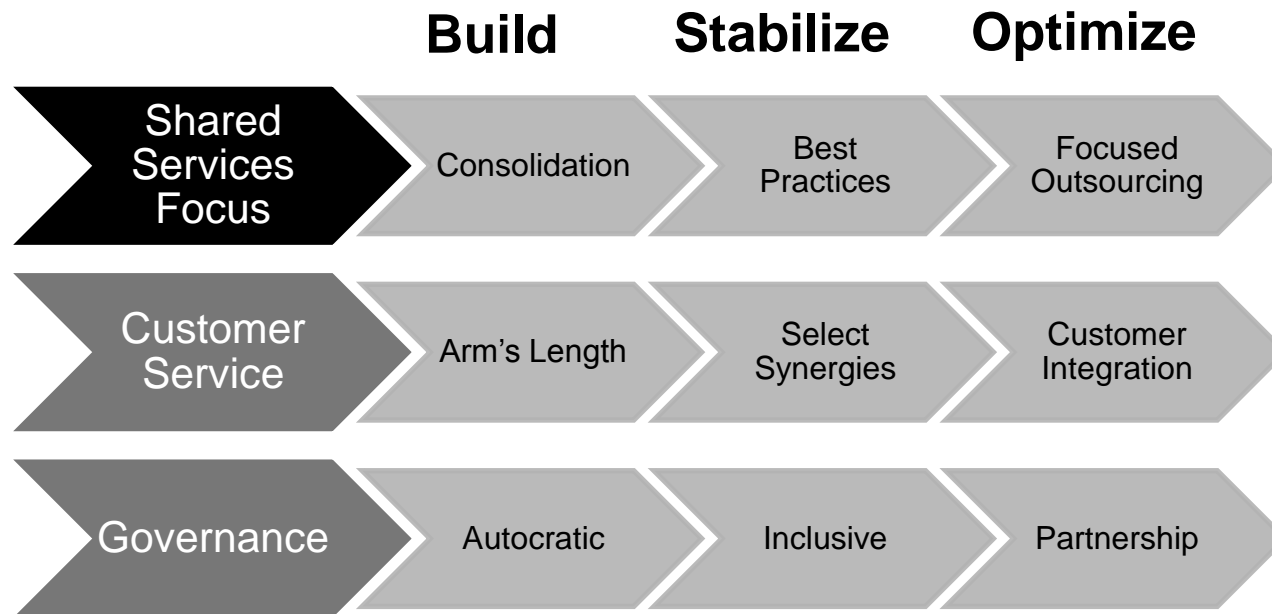 Build Stabilize Optimize
Shared
Services
Focus
Consolidation
Best
Practices
Focused
Outsourcing
Customer
Service
Arm’s Length
Select
Synergies
Customer
Integration
Governance
Autocratic
Inclusive
Partnership